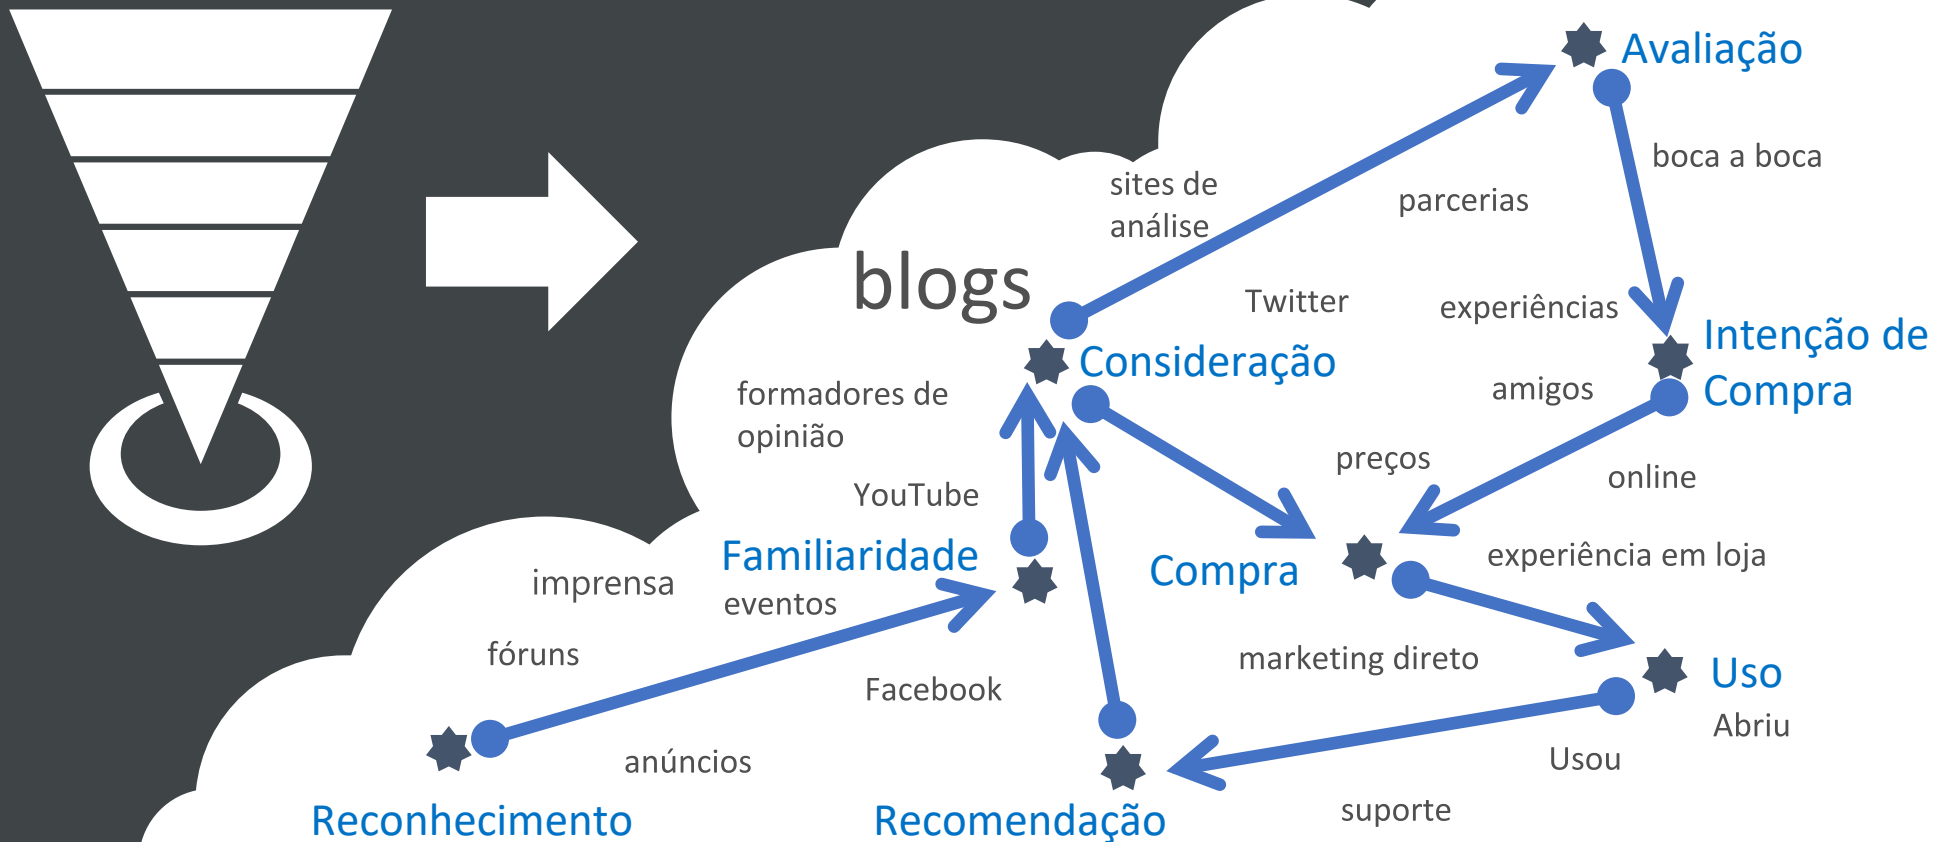 Avaliação
boca a boca
sites de
análise
parcerias
blogs
Twitter
experiências
Intenção de
Compra
Consideração
formadores de
opinião
amigos
preços
online
YouTube
Familiaridade
eventos
imprensa
Compra
experiência em loja
fóruns
Facebook
marketing direto
Uso
Abriu
anúncios
Usou
suporte
Reconhecimento
Recomendação